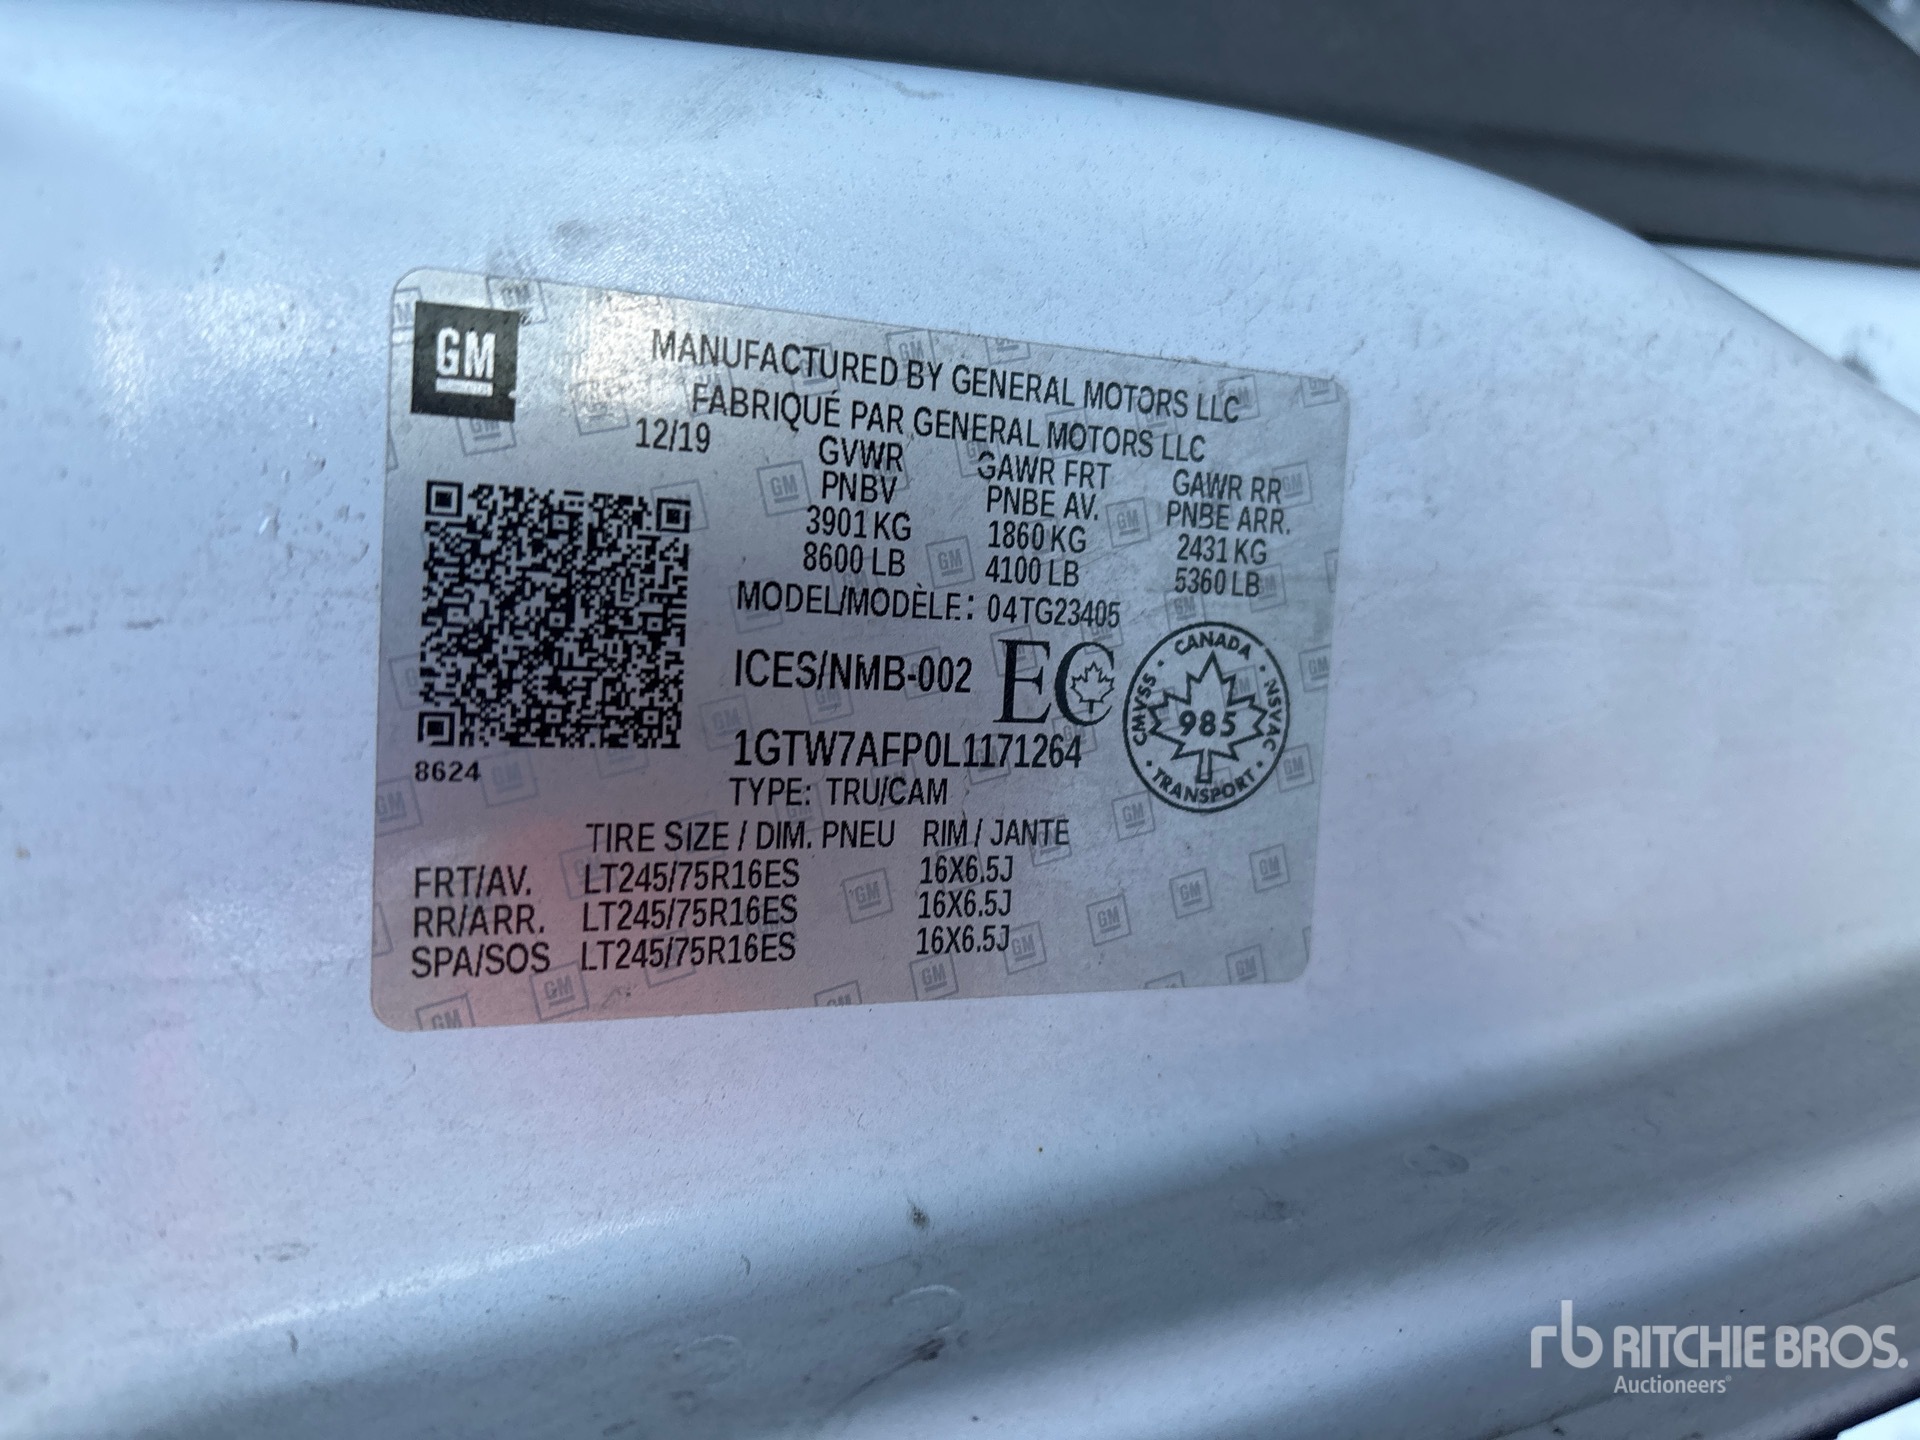 GM
MANUFACTURED BY GENERAL MOTORS LLC
FABRIQUÉ PAR GENERAL MOTORS LLC
12/19
GVWR GAWR FRT GAWR RR
PNBV PNBE AV. PNBE ARR.
3901 KG 1860 KG 2431 KG
8600 LB 4100 LB 5360 LB
MODEL/MODÈLE: 04TG23405
ICES/NMB-002 EC
CANADA · NSVAC · TRANSPORT · CMVSS ·
985
1GTW7AFP0L1171264
8624
TYPE: TRU/CAM
TIRE SIZE / DIM. PNEU RIM / JANTE
FRT/AV. LT245/75R16ES 16X6.5J
RR/ARR. LT245/75R16ES 16X6.5J
SPA/SOS LT245/75R16ES 16X6.5J
rb RITCHIE BROS.
Auctioneers